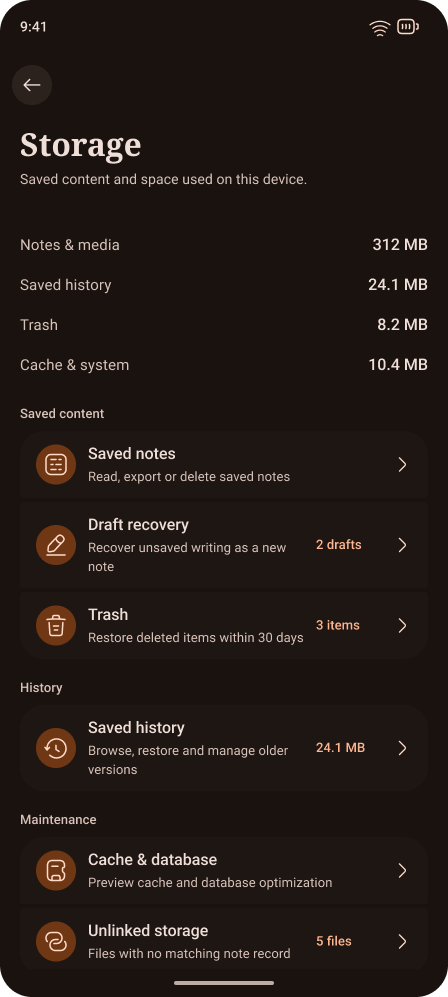 9:41
Storage
Saved content and space used on this device.
Notes & media 312 MB
Saved history 24.1 MB
Trash 8.2 MB
Cache & system 10.4 MB
Saved content
Saved notes
Read, export or delete saved notes
Draft recovery
Recover unsaved writing as a new
note
2 drafts
Trash
Restore deleted items within 30 days
3 items
History
Saved history
Browse, restore and manage older
versions
24.1 MB
Maintenance
Cache & database
Preview cache and database optimization
Unlinked storage
Files with no matching note record
5 files